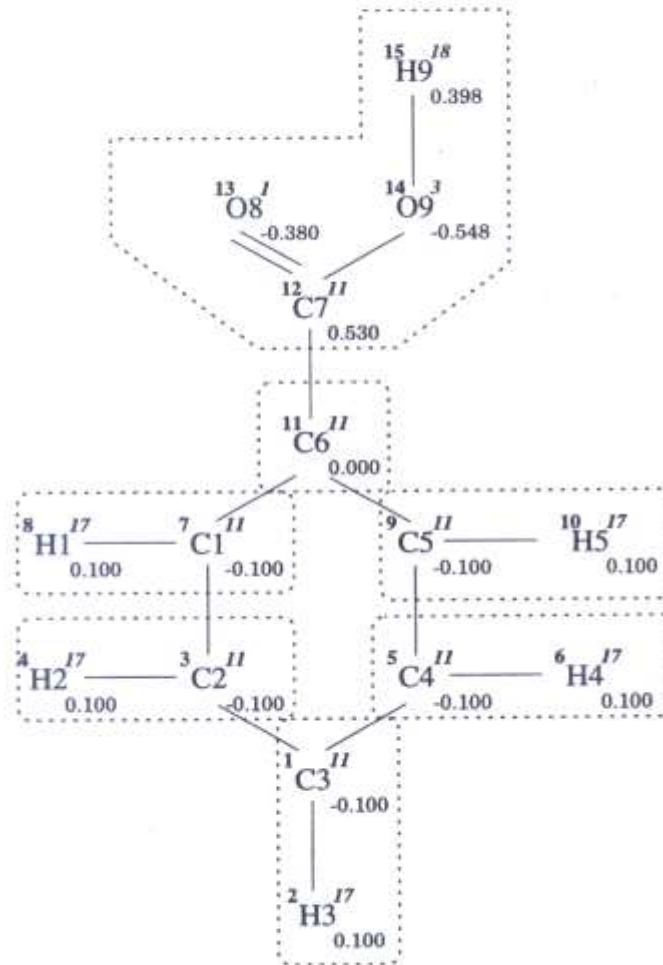 15 H9 18
0.398
13 O8 1 14 O9 3
-0.380 -0.548
12 C7 11
0.530
11 C6 11
0.000
8 H1 17 7 C1 11 9 C5 11 10 H5 17
0.100 -0.100 -0.100 0.100
4 H2 17 3 C2 11 5 C4 11 6 H4 17
0.100 -0.100 -0.100 0.100
1 C3 11
-0.100
2 H3 17
0.100